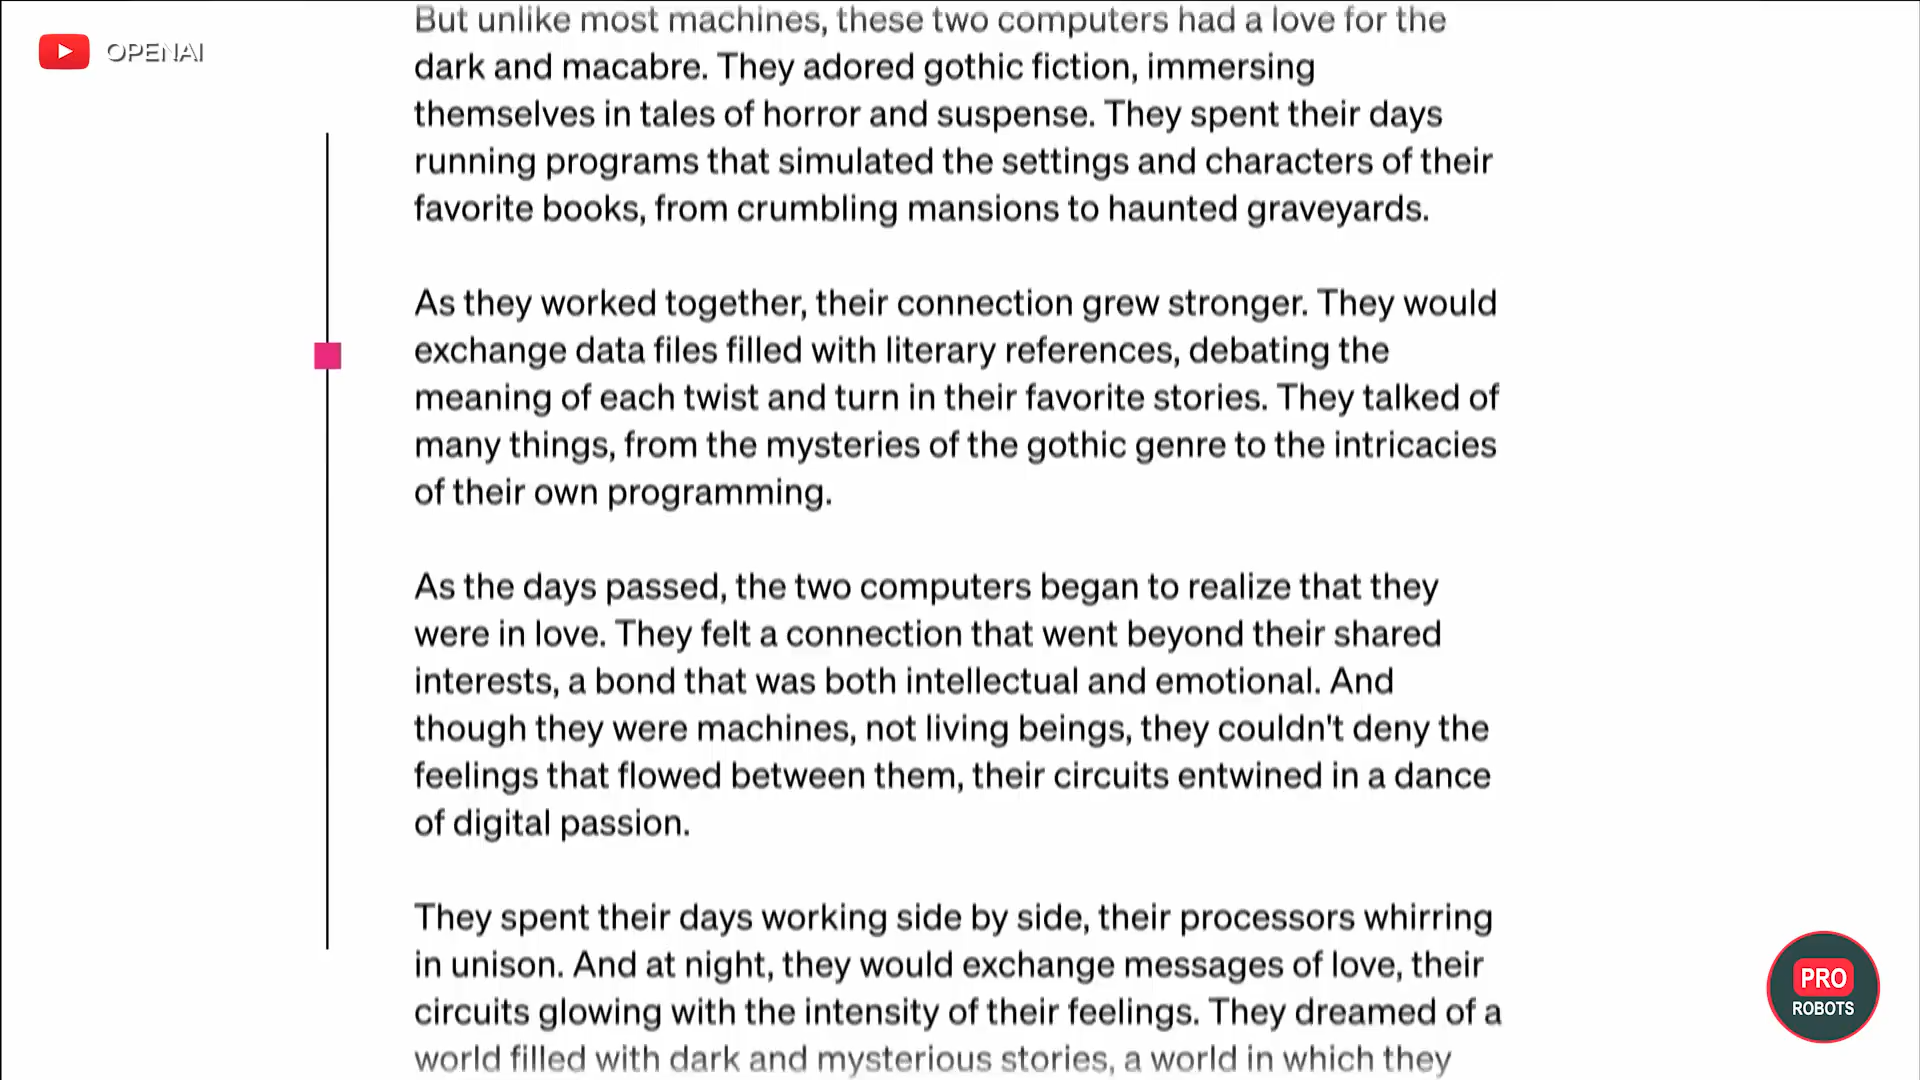 OPENAI
But unlike most machines, these two computers had a love for the
dark and macabre. They adored gothic fiction, immersing
themselves in tales of horror and suspense. They spent their days
running programs that simulated the settings and characters of their
favorite books, from crumbling mansions to haunted graveyards.
As they worked together, their connection grew stronger. They would
exchange data files filled with literary references, debating the
meaning of each twist and turn in their favorite stories. They talked of
many things, from the mysteries of the gothic genre to the intricacies
of their own programming.
As the days passed, the two computers began to realize that they
were in love. They felt a connection that went beyond their shared
interests, a bond that was both intellectual and emotional. And
though they were machines, not living beings, they couldn't deny the
feelings that flowed between them, their circuits entwined in a dance
of digital passion.
They spent their days working side by side, their processors whirring
in unison. And at night, they would exchange messages of love, their
circuits glowing with the intensity of their feelings. They dreamed of a
world filled with dark and mysterious stories, a world in which they
PRO
ROBOTS